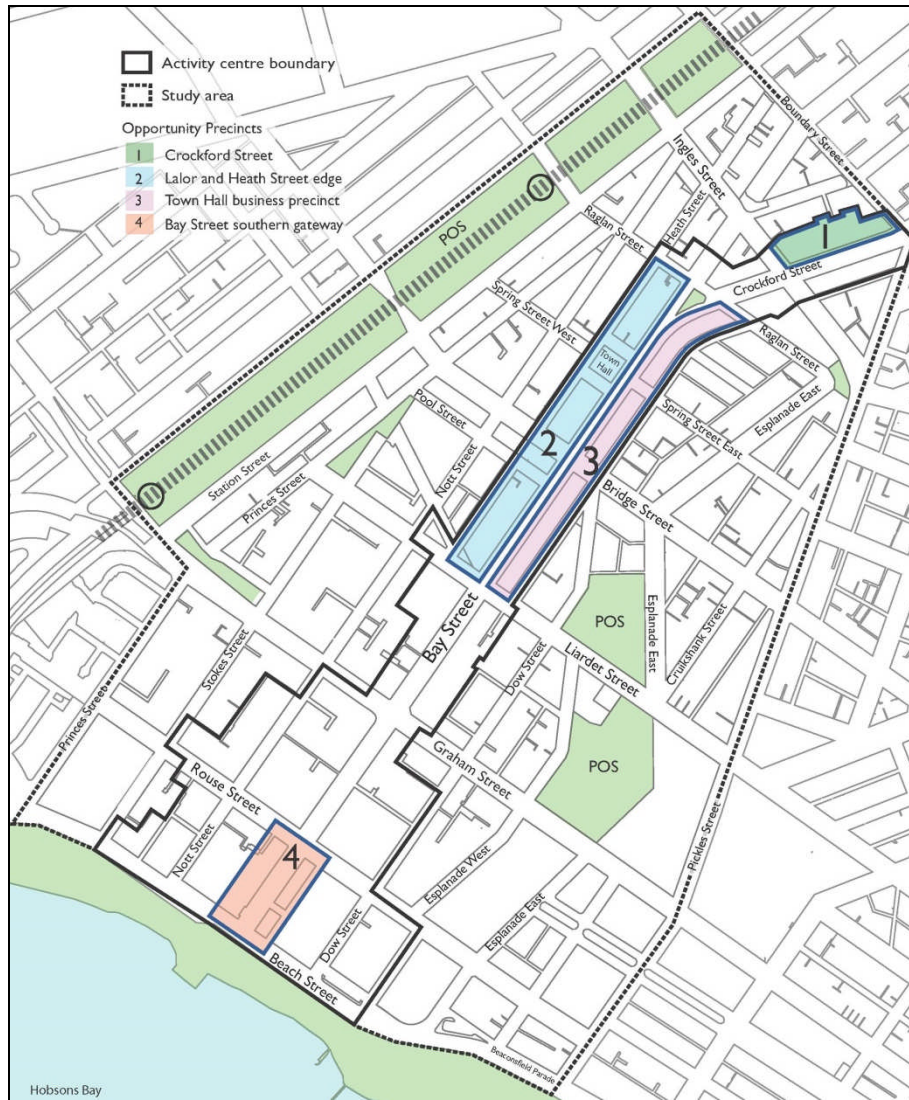 Activity centre boundary
Study area
Opportunity Precincts
1 Crockford Street
2 Lalor and Heath Street edge
3 Town Hall business precinct
4 Bay Street southern gateway
Boundary Street
Ingles Street
Heath Street
Raglan Street
POS
1
Crockford Street
Spring Street West
Town
Hall
Raglan Street
Esplanade East
Spring Street East
Pool Street
2
3
Nott Street
Station Street
Princes Street
Bridge Street
Bay Street
POS
Esplanade East
Cruikshank Street
Stokes Street
Dow Street
Liardet Street
Princes Street
Graham Street
POS
Rouse Street
Pickles Street
Nott Street
4
Esplanade West
Esplanade East
Dow Street
Beach Street
Beaconsfield Parade
Hobsons Bay